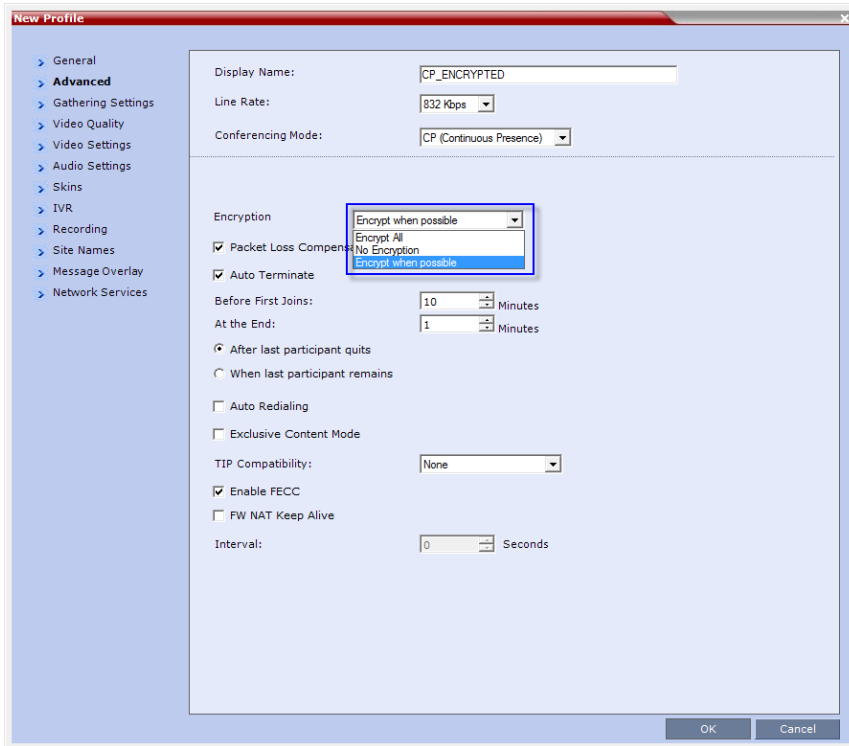 New Profile
General
Advanced
Gathering Settings
Video Quality
Video Settings
Audio Settings
Skins
IVR
Recording
Site Names
Message Overlay
Network Services
Display Name: CP_ENCRYPTED
Line Rate: 832 Kbps
Conferencing Mode: CP (Continuous Presence)
Encryption Encrypt when possible
Encrypt All
Packet Loss Compensa No Encryption
Encrypt when possible
Auto Terminate
Before First Joins: 10 Minutes
At the End: 1 Minutes
After last participant quits
When last participant remains
Auto Redialing
Exclusive Content Mode
TIP Compatibility: None
Enable FECC
FW NAT Keep Alive
Interval: 0 Seconds
OK Cancel